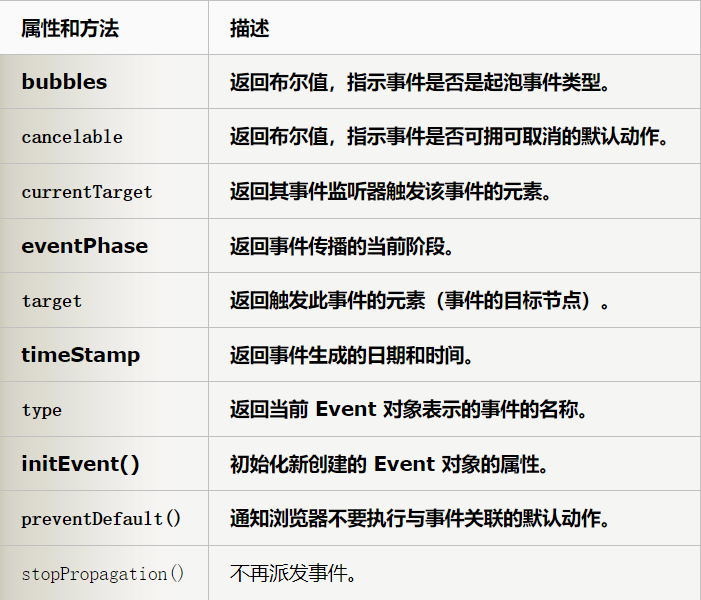 属性和方法 描述
bubbles 返回布尔值，指示事件是否是起泡事件类型。
cancelable 返回布尔值，指示事件是否可拥可取消的默认动作。
currentTarget 返回其事件监听器触发该事件的元素。
eventPhase 返回事件传播的当前阶段。
target 返回触发此事件的元素（事件的目标节点）。
timeStamp 返回事件生成的日期和时间。
type 返回当前 Event 对象表示的事件的名称。
initEvent() 初始化新创建的 Event 对象的属性。
preventDefault() 通知浏览器不要执行与事件关联的默认动作。
stopPropagation() 不再派发事件。